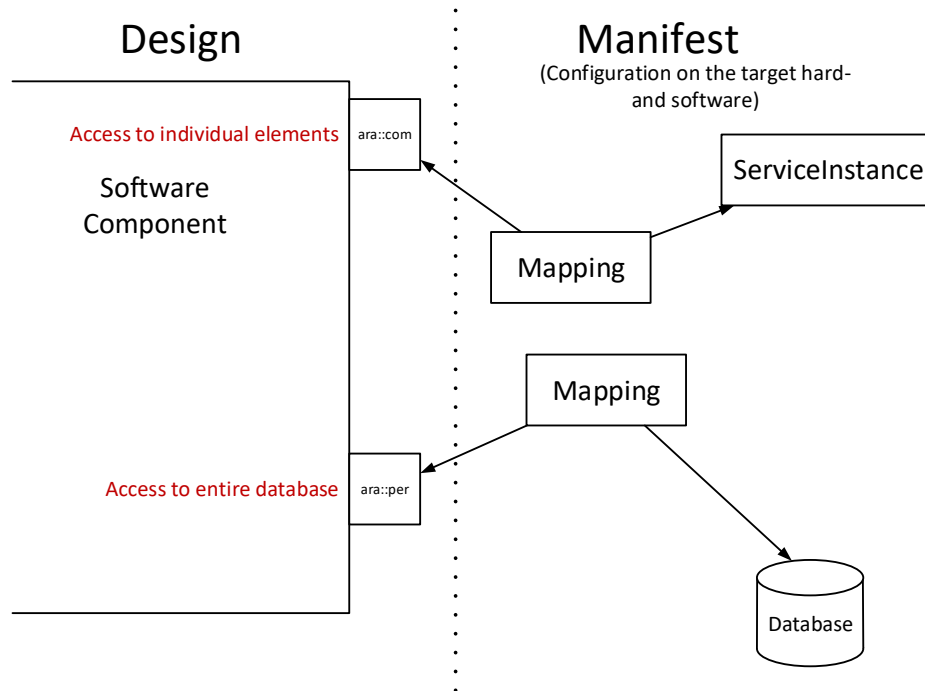 Design
Manifest
(Configuration on the target hard-
and software)
Access to individual elements
ara::com
Software
Component
ServiceInstance
Mapping
Mapping
Access to entire database
ara::per
Database